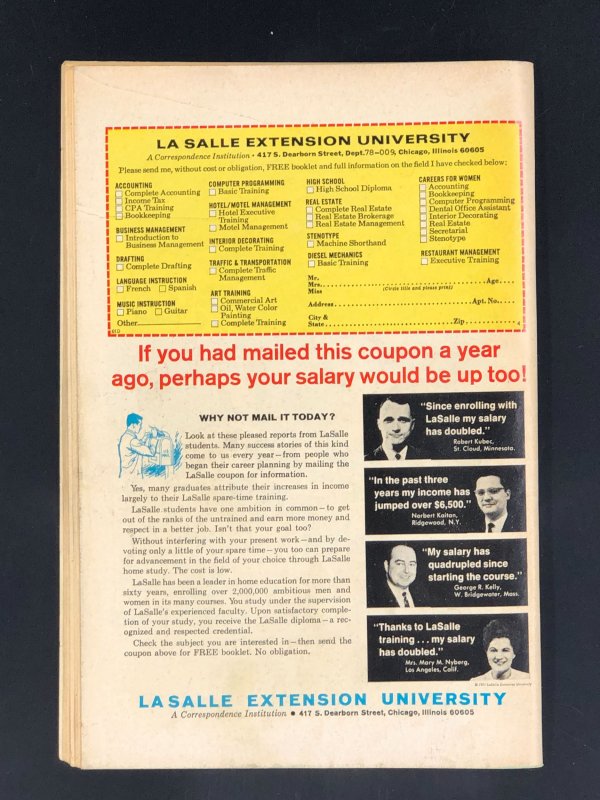 LA SALLE EXTENSION UNIVERSITY
A Correspondence Institution • 417 S. Dearborn Street, Dept. 78-009, Chicago, Illinois 60605
Please send me, without cost or obligation, FREE booklet and full information on the field I have checked below:
ACCOUNTING
Complete Accounting
Income Tax
CPA Training
Bookkeeping
BUSINESS MANAGEMENT
Introduction to
Business Management
DRAFTING
Complete Drafting
LANGUAGE INSTRUCTION
French Spanish
MUSIC INSTRUCTION
Piano Guitar
Other
COMPUTER PROGRAMMING
Basic Training
HOTEL/MOTEL MANAGEMENT
Hotel Executive
Training
Motel Management
INTERIOR DECORATING
Complete Training
TRAFFIC & TRANSPORTATION
Complete Traffic
Management
ART TRAINING
Commercial Art
Oil, Water Color
Painting
Complete Training
HIGH SCHOOL
High School Diploma
REAL ESTATE
Complete Real Estate
Real Estate Brokerage
Real Estate Management
STENOTYPE
Machine Shorthand
DIESEL MECHANICS
Basic Training
CAREERS FOR WOMEN
Accounting
Bookkeeping
Computer Programming
Dental Office Assistant
Interior Decorating
Real Estate
Secretarial
Stenotype
RESTAURANT MANAGEMENT
Executive Training
Mr.
Mrs. Age
Miss (Circle title and please print)
Address Apt. No.
City &
State Zip
If you had mailed this coupon a year
ago, perhaps your salary would be up too!
WHY NOT MAIL IT TODAY?
Look at these pleased reports from LaSalle
students. Many success stories of this kind
come to us every year—from people who
began their career planning by mailing the
LaSalle coupon for information.
Yes, many graduates attribute their increases in income
largely to their LaSalle spare-time training.
LaSalle students have one ambition in common—to get
out of the ranks of the untrained and earn more money and
respect in a better job. Isn't that your goal too?
Without interfering with your present work—and by de-
voting only a little of your spare time—you too can prepare
for advancement in the field of your choice through LaSalle
home study. The cost is low.
LaSalle has been a leader in home education for more than
sixty years, enrolling over 2,000,000 ambitious men and
women in its many courses. You study under the supervision
of LaSalle's experienced faculty. Upon satisfactory comple-
tion of your study, you receive the LaSalle diploma—a rec-
ognized and respected credential.
Check the subject you are interested in—then send the
coupon above for FREE booklet. No obligation.
"Since enrolling with
LaSalle my salary
has doubled."
Robert Kubec,
St. Cloud, Minnesota.
"In the past three
years my income has
jumped over $6,500."
Norbert Kaitan,
Ridgewood, N.Y.
"My salary has
quadrupled since
starting the course."
George R. Kelly,
W. Bridgewater, Mass.
"Thanks to LaSalle
training . . . my salary
has doubled."
Mrs. Mary M. Nyberg,
Los Angeles, Calif.
LA SALLE EXTENSION UNIVERSITY
A Correspondence Institution • 417 S. Dearborn Street, Chicago, Illinois 60605